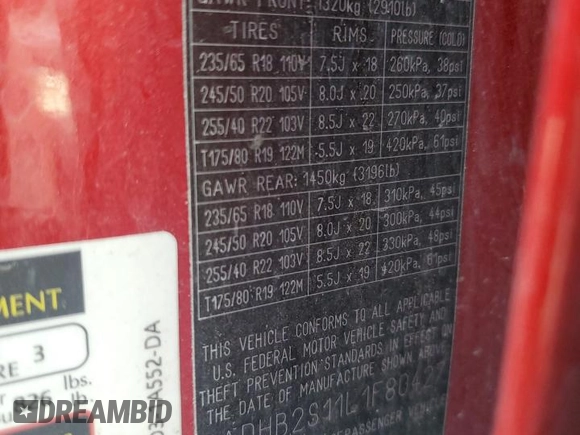 GAWR FRONT: 1320kg (2910lb)
TIRES RIMS PRESSURE (COLD)
235/65 R18 110V 7.5J x 18 260kPa, 38psi
245/50 R20 105V 8.0J x 20 250kPa, 37psi
255/40 R22 103V 8.5J x 22 270kPa, 40psi
T175/80 R19 122M 5.5J x 19 420kPa, 61psi
GAWR REAR: 1450kg (3196lb)
235/65 R18 110V 7.5J x 18 310kPa, 45psi
245/50 R20 105V 8.0J x 20 300kPa, 44psi
255/40 R22 103V 8.5J x 22 330kPa, 48psi
T175/80 R19 122M 5.5J x 19 420kPa, 61psi
THIS VEHICLE CONFORMS TO ALL APPLICABLE
U.S. FEDERAL MOTOR VEHICLE SAFETY AND
THEFT PREVENTION STANDARDS IN EFFECT ON
THE DATE OF MANUFACTURE SHOWN ABOVE.
MENT
RE 3
lbs.
kg
A552-DA
© GRAND
RIDERZ.COM